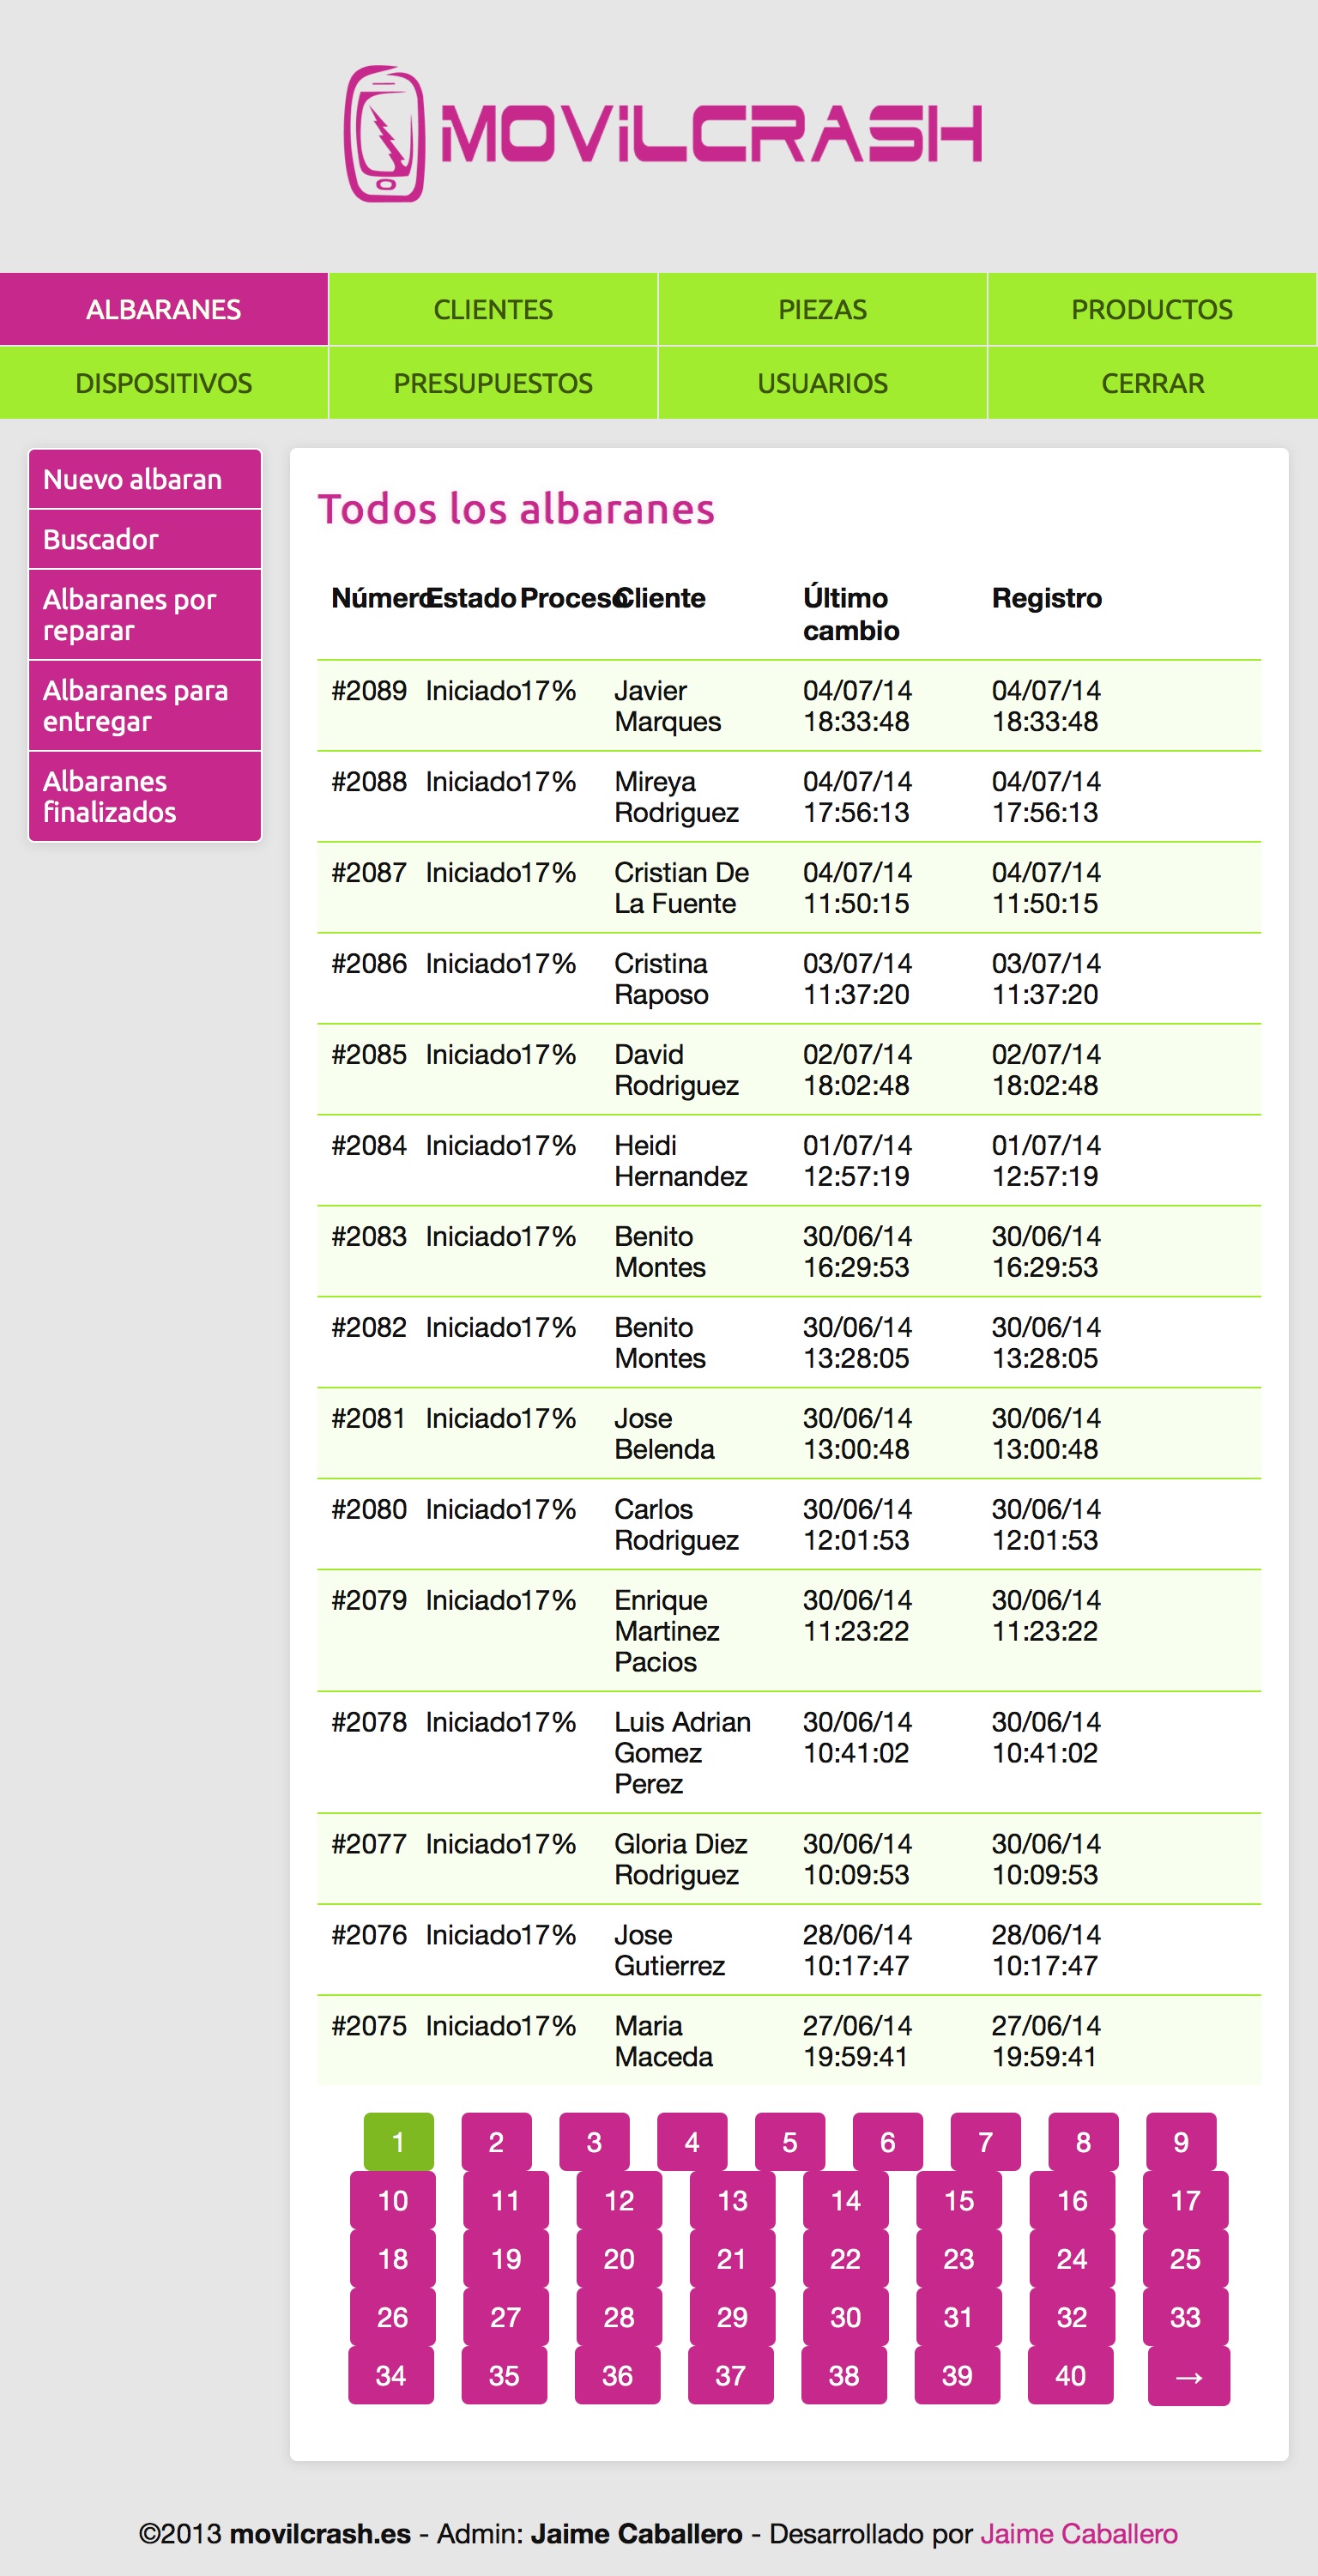 MOViLCRASH
ALBARANES CLIENTES PIEZAS PRODUCTOS
DISPOSITIVOS PRESUPUESTOS USUARIOS CERRAR
Nuevo albaran
Buscador
Albaranes por
reparar
Albaranes para
entregar
Albaranes
finalizados
Todos los albaranes
Número Estado Proceso Cliente Último Registro
cambio
#2089 Iniciado 17% Javier 04/07/14 04/07/14
Marques 18:33:48 18:33:48
#2088 Iniciado 17% Mireya 04/07/14 04/07/14
Rodriguez 17:56:13 17:56:13
#2087 Iniciado 17% Cristian De 04/07/14 04/07/14
La Fuente 11:50:15 11:50:15
#2086 Iniciado 17% Cristina 03/07/14 03/07/14
Raposo 11:37:20 11:37:20
#2085 Iniciado 17% David 02/07/14 02/07/14
Rodriguez 18:02:48 18:02:48
#2084 Iniciado 17% Heidi 01/07/14 01/07/14
Hernandez 12:57:19 12:57:19
#2083 Iniciado 17% Benito 30/06/14 30/06/14
Montes 16:29:53 16:29:53
#2082 Iniciado 17% Benito 30/06/14 30/06/14
Montes 13:28:05 13:28:05
#2081 Iniciado 17% Jose 30/06/14 30/06/14
Belenda 13:00:48 13:00:48
#2080 Iniciado 17% Carlos 30/06/14 30/06/14
Rodriguez 12:01:53 12:01:53
#2079 Iniciado 17% Enrique 30/06/14 30/06/14
Martinez 11:23:22 11:23:22
Pacios
#2078 Iniciado 17% Luis Adrian 30/06/14 30/06/14
Gomez 10:41:02 10:41:02
Perez
#2077 Iniciado 17% Gloria Diez 30/06/14 30/06/14
Rodriguez 10:09:53 10:09:53
#2076 Iniciado 17% Jose 28/06/14 28/06/14
Gutierrez 10:17:47 10:17:47
#2075 Iniciado 17% Maria 27/06/14 27/06/14
Maceda 19:59:41 19:59:41
1 2 3 4 5 6 7 8 9
10 11 12 13 14 15 16 17
18 19 20 21 22 23 24 25
26 27 28 29 30 31 32 33
34 35 36 37 38 39 40 →
©2013 movilcrash.es - Admin: Jaime Caballero - Desarrollado por Jaime Caballero